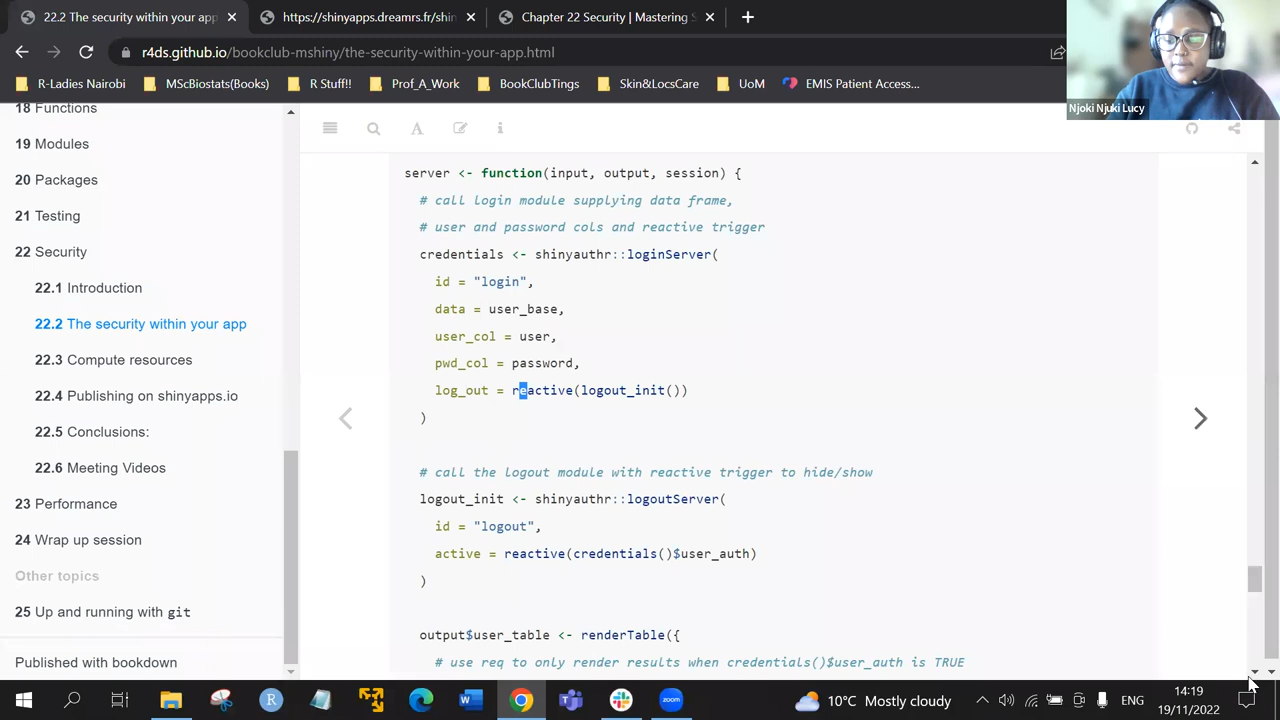 22.2 The security within your app
https://shinyapps.dreamrs.fr/shin
Chapter 22 Security | Mastering S
r4ds.github.io/bookclub-mshiny/the-security-within-your-app.html
R-Ladies Nairobi
MScBiostats(Books)
R Stuff!!
Prof_A_Work
BookClubTings
Skin&LocsCare
UoM
EMIS Patient Access...
Njoki Njuki Lucy
18 Functions
19 Modules
20 Packages
21 Testing
22 Security
22.1 Introduction
22.2 The security within your app
22.3 Compute resources
22.4 Publishing on shinyapps.io
22.5 Conclusions:
22.6 Meeting Videos
23 Performance
24 Wrap up session
Other topics
25 Up and running with git
Published with bookdown
server <- function(input, output, session) {
# call login module supplying data frame,
# user and password cols and reactive trigger
credentials <- shinyauthr::loginServer(
id = "login",
data = user_base,
user_col = user,
pwd_col = password,
log_out = reactive(logout_init())
)
# call the logout module with reactive trigger to hide/show
logout_init <- shinyauthr::logoutServer(
id = "logout",
active = reactive(credentials()$user_auth)
)
output$user_table <- renderTable({
# use req to only render results when credentials()$user_auth is TRUE
10°C Mostly cloudy
ENG
14:19
19/11/2022